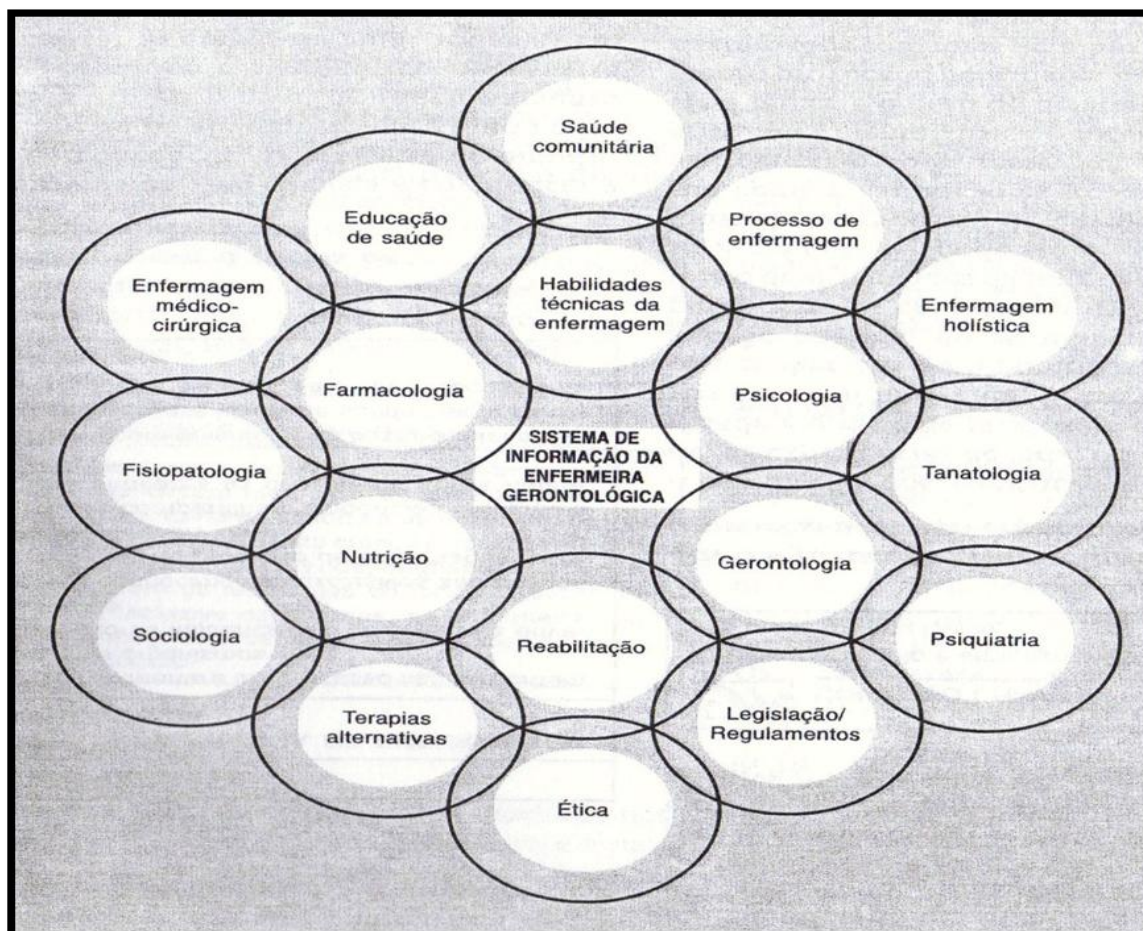 Saúde
comunitária
Educação
de saúde
Processo de
enfermagem
Enfermagem
médico-
cirúrgica
Habilidades
técnicas da
enfermagem
Enfermagem
holística
Farmacologia
Psicologia
SISTEMA DE
INFORMAÇÃO DA
ENFERMEIRA
GERONTOLÓGICA
Fisiopatologia
Tanatologia
Nutrição
Gerontologia
Sociologia
Reabilitação
Psiquiatria
Terapias
alternativas
Legislação/
Regulamentos
Ética